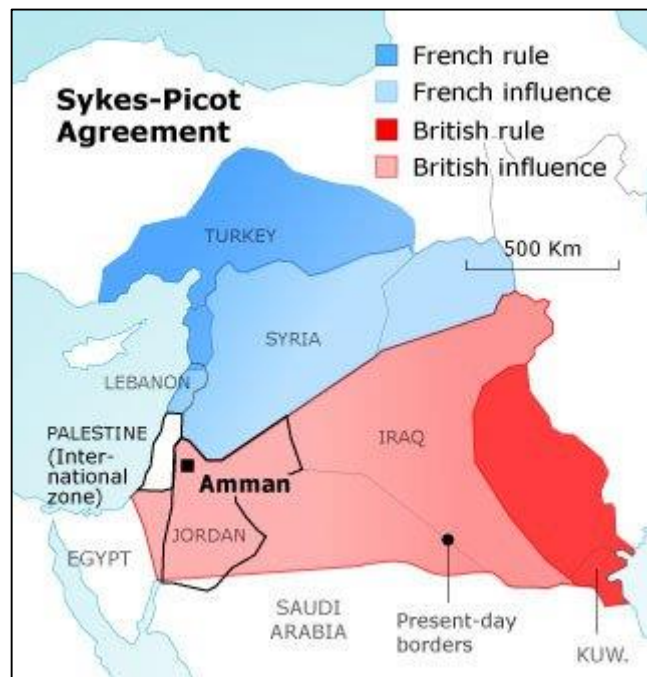 Sykes-Picot
Agreement
French rule
French influence
British rule
British influence
500 Km
TURKEY
SYRIA
LEBANON
PALESTINE
(Inter-
national
zone)
IRAQ
Amman
JORDAN
EGYPT
SAUDI
ARABIA
Present-day
borders
KUW.